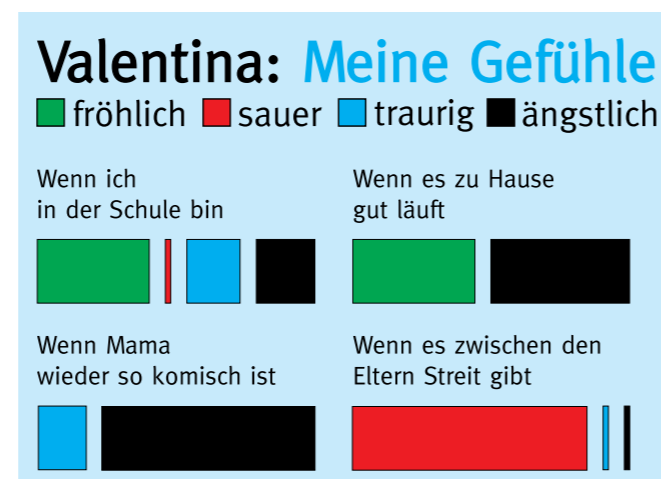 Valentina: Meine Gefühle
fröhlich sauer traurig ängstlich
Wenn ich
in der Schule bin
Wenn es zu Hause
gut läuft
Wenn Mama
wieder so komisch ist
Wenn es zwischen den
Eltern Streit gibt